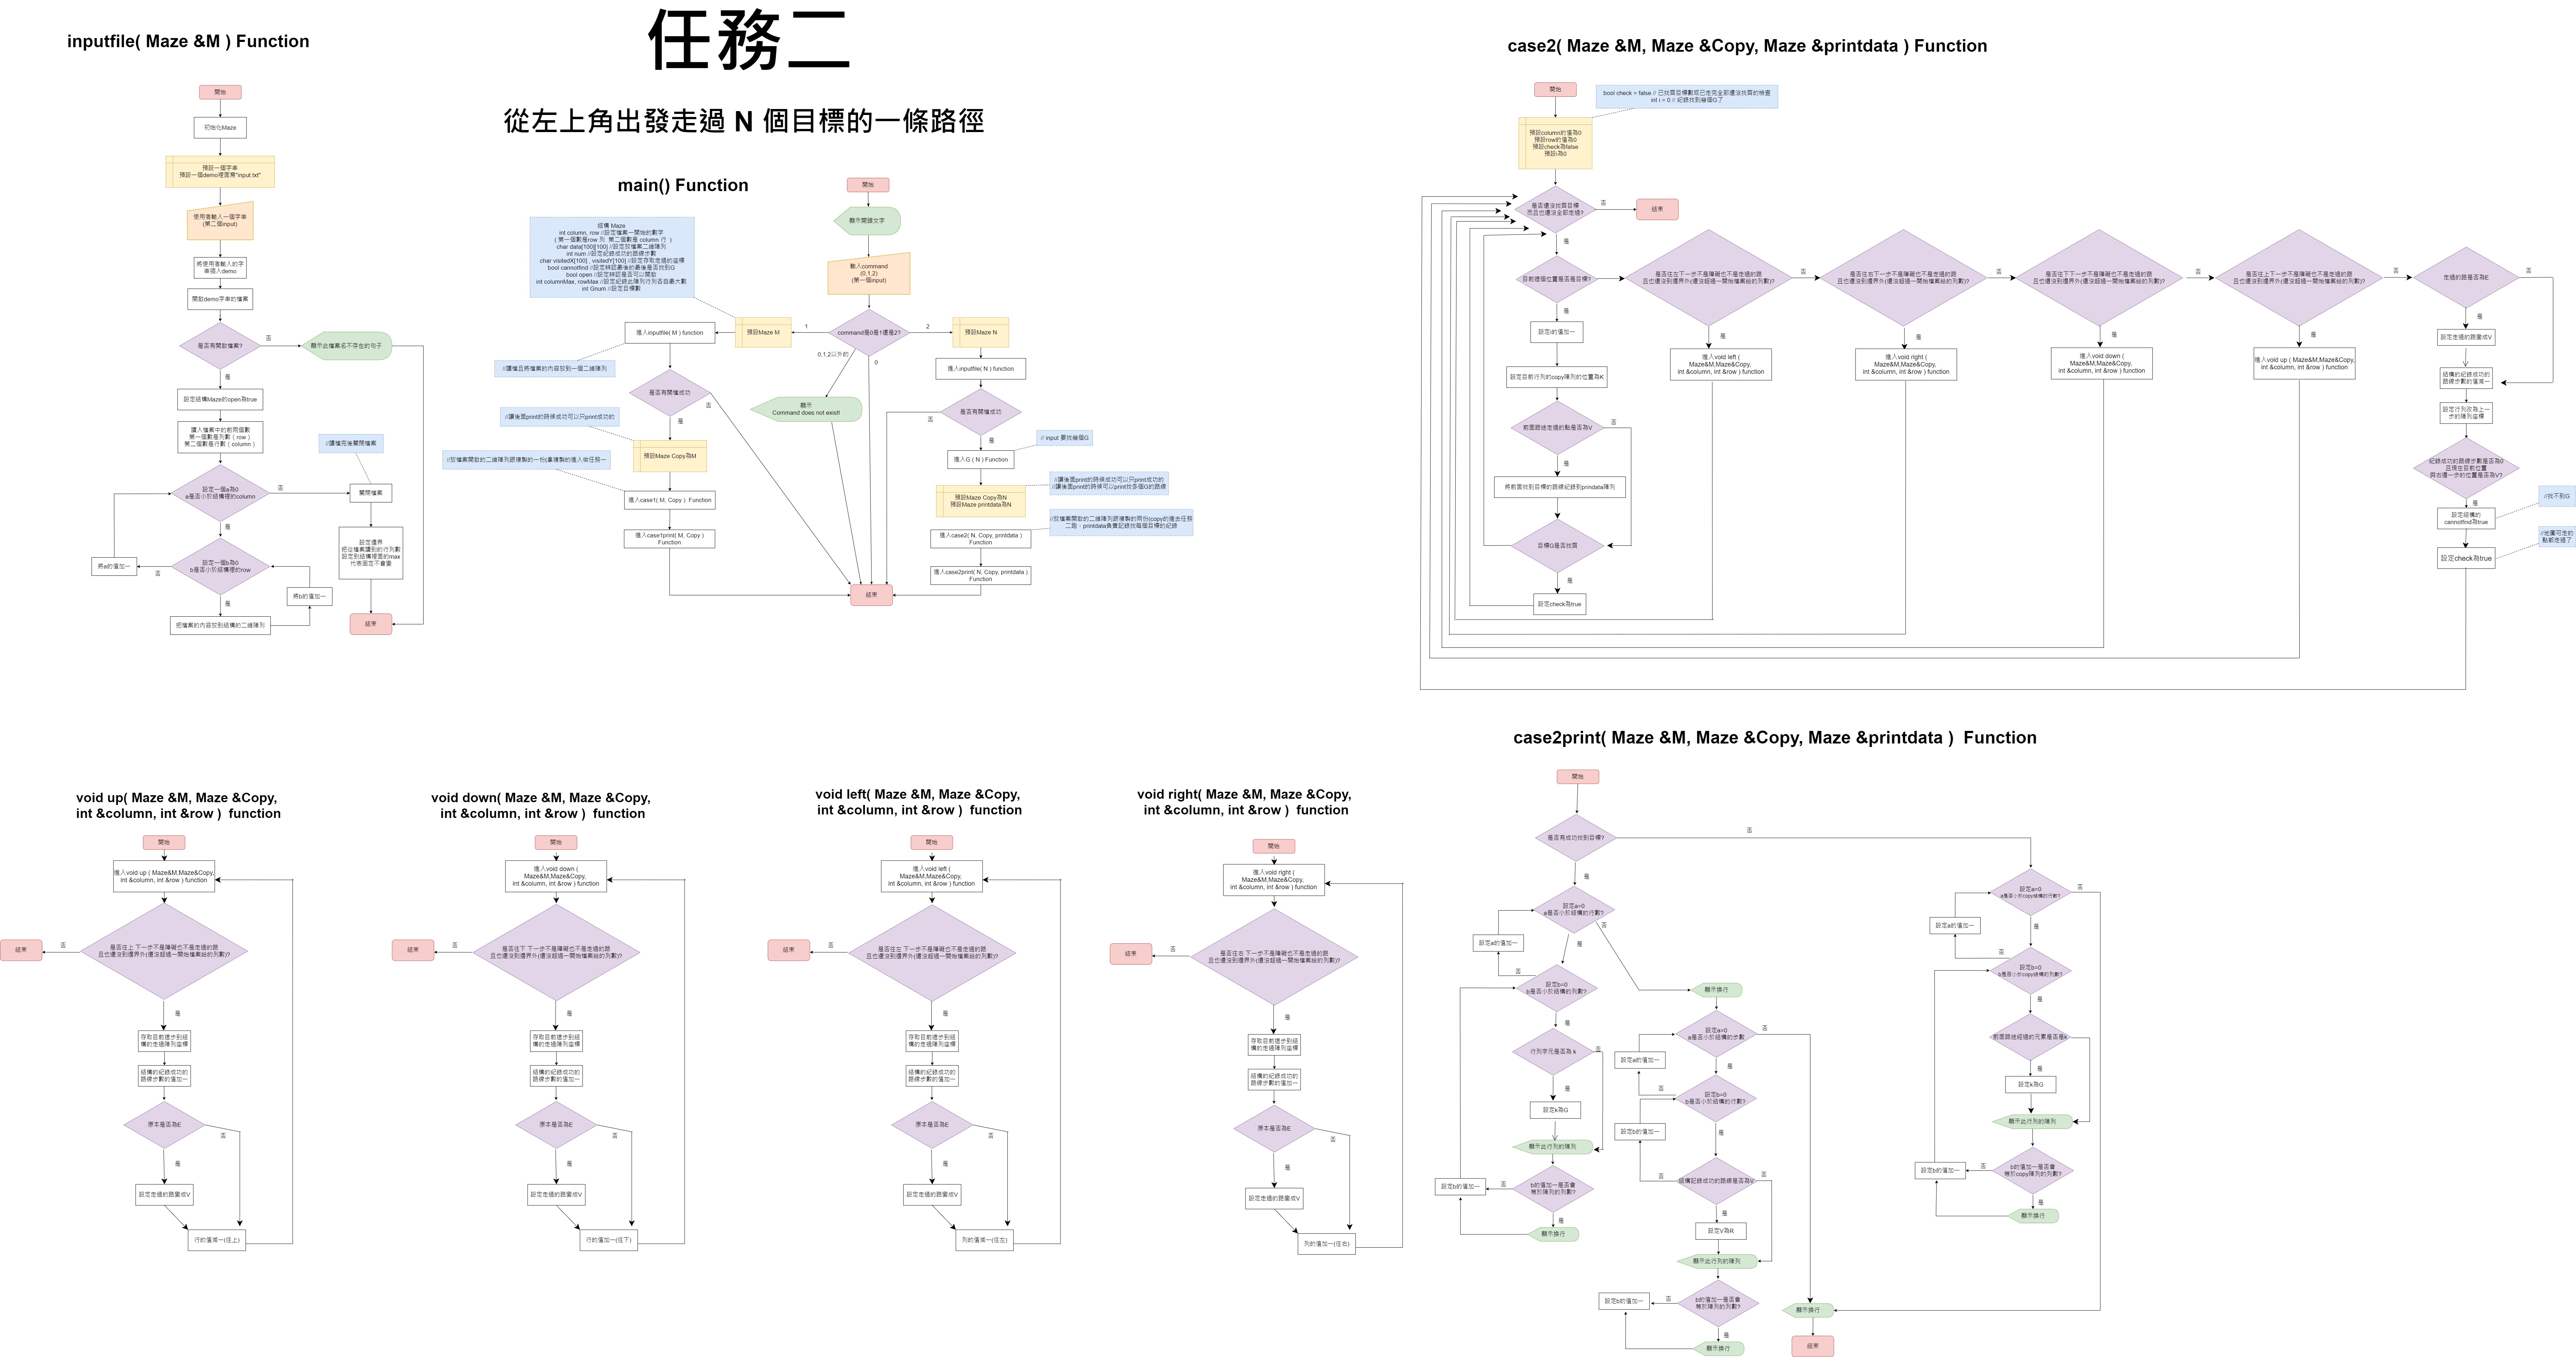 任務二
從左上角出發走過 N 個目標的一條路徑
inputfile( Maze &M ) Function
開始
初始化Maze
預設一個字串
預設一個demo裡面寫"input.txt"
使用者輸入一個字串
(第二個input)
將使用者輸入的字
串插入demo
開啟demo字串的檔案
是否有開啟檔案?
否
顯示此檔案名不存在的句子
是
設定結構Maze的open為true
讀入檔案中的前兩個數
第一個數是列數 ( row )
第二個數是行數 ( column )
//讀檔完後關閉檔案
設定一個a為0
a是否小於結構裡的column
否
關閉檔案
是
設定一個b為0
b是否小於結構裡的row
否
將a的值加一
是
將b的值加一
把檔案的內容放到結構的二維陣列
設定邊界
把從檔案讀到的行列數
設定到結構裡面的max
代表固定不會變
結束
main() Function
開始
顯示開頭文字
輸入command
(0,1,2)
(第一個input)
結構 Maze
int column, row //設定檔案一開始的數字
( 第一個數是row 列 第二個數是 column 行 )
char data[100][100] //設定放檔案二維陣列
int num //設定紀錄成功的路線步數
char visitedX[100] , visitedY[100] //設定存取走過的座標
bool cannotfind //設定辨認最後的最後是否找到G
bool open //設定辨認是否可以開啟
int columnMax, rowMax //設定紀錄此陣列行列各自最大數
int Gnum //設定目標數
command是0是1還是2?
1
2
0
0,1,2以外的
預設Maze M
進入inputfile( M ) function
//讀檔且將檔案的內容放到一個二維陣列
是否有開檔成功
否
是
//讓後面print的時候成功可以只print成功的
預設Maze Copy為M
//放檔案開啟的二維陣列跟複製的一份(拿複製的進入做任務一
進入case1( M, Copy ) Function
進入case1print( M, Copy )
Function
顯示
Command does not exist!
預設Maze N
進入inputfile( N ) function
是否有開檔成功
否
是
// input 要找幾個G
進入G ( N ) Function
//讓後面print的時候成功可以只print成功的
//讓後面print的時候可以print找多個G的路線
預設Maze Copy為N
預設Maze printdata為N
//放檔案開啟的二維陣列跟複製的兩份(copy的進去任務
二跑，printdata負責記錄找每個目標的紀錄
進入case2( N, Copy, printdata )
Function
進入case2print( N, Copy, printdata )
Function
結束
case2( Maze &M, Maze &Copy, Maze &printdata ) Function
開始
bool check = false // 已找齊目標數或已走完全部還沒找齊的檢查
int i = 0 // 紀錄找到幾個G了
預設column的值為0
預設row的值為0
預設check為false
預設i為0
是否還沒找齊目標
而且也還沒全部走過?
否
結束
是
目前這個位置是否是目標?
是
設定i的值加一
設定目前行列的copy陣列的位置為K
前面路途走過的點是否為V
否
是
將前面找到目標的路線紀錄到prindata陣列
目標G是否找齊
是
設定check為true
是否往左下一步不是障礙也不是走過的路
且也還沒到邊界外(還沒超過一開始檔案給的列數)?
否
是
進入void left (
Maze&M,Maze&Copy,
int &column, int &row ) function
是否往右下一步不是障礙也不是走過的路
且也還沒到邊界外(還沒超過一開始檔案給的列數)?
否
是
進入void right (
Maze&M,Maze&Copy,
int &column, int &row ) function
是否往下下一步不是障礙也不是走過的路
且也還沒到邊界外(還沒超過一開始檔案給的列數)?
否
是
進入void down (
Maze&M,Maze&Copy,
int &column, int &row ) function
是否往上下一步不是障礙也不是走過的路
且也還沒到邊界外(還沒超過一開始檔案給的列數)?
否
是
進入void up ( Maze&M,Maze&Copy,
int &column, int &row ) function
走過的路是否為E
否
是
設定走過的路變成V
結構的紀錄成功的
路線步數的值減一
設定行列改為上一
步的陣列座標
紀錄成功的路線步數是否為0
且現在目前位置
與右邊一步的位置是否為V?
//找不到G
是
設定結構的
cannotfind為true
//地圖可走的
點都走過了
設定check為true
void up( Maze &M, Maze &Copy,
int &column, int &row ) function
開始
進入void up ( Maze&M,Maze&Copy,
int &column, int &row ) function
是否往上 下一步不是障礙也不是走過的路
且也還沒到邊界外(還沒超過一開始檔案給的列數)?
否
結束
是
存取目前這步到結
構的走過陣列座標
結構的紀錄成功的
路線步數的值加一
原本是否為E
否
是
設定走過的路變成V
行的值減一(往上)
void down( Maze &M, Maze &Copy,
int &column, int &row ) function
開始
進入void down (
Maze&M,Maze&Copy,
int &column, int &row ) function
是否往下 下一步不是障礙也不是走過的路
且也還沒到邊界外(還沒超過一開始檔案給的列數)?
否
結束
是
存取目前這步到結
構的走過陣列座標
結構的紀錄成功的
路線步數的值加一
原本是否為E
否
是
設定走過的路變成V
行的值加一(往下)
void left( Maze &M, Maze &Copy,
int &column, int &row ) function
開始
進入void left (
Maze&M,Maze&Copy,
int &column, int &row ) function
是否往左 下一步不是障礙也不是走過的路
且也還沒到邊界外(還沒超過一開始檔案給的列數)?
否
結束
是
存取目前這步到結
構的走過陣列座標
結構的紀錄成功的
路線步數的值加一
原本是否為E
否
是
設定走過的路變成V
列的值減一(往左)
void right( Maze &M, Maze &Copy,
int &column, int &row ) function
開始
進入void right (
Maze&M,Maze&Copy,
int &column, int &row ) function
是否往右 下一步不是障礙也不是走過的路
且也還沒到邊界外(還沒超過一開始檔案給的列數)?
否
結束
是
存取目前這步到結
構的走過陣列座標
結構的紀錄成功的
路線步數的值加一
原本是否為E
否
是
設定走過的路變成V
列的值加一(往右)
case2print( Maze &M, Maze &Copy, Maze &printdata ) Function
開始
是否有成功找到目標?
否
是
設定a=0
a是否小於結構的行數?
否
是
設定a的值加一
否
設定b=0
b是否小於結構的列數?
是
行列字元是否為 k
否
是
設定k為G
顯示此行列的陣列
b的值加一是否會
等於陣列的列數?
否
設定b的值加一
是
顯示換行
顯示換行
設定a=0
a是否小於結構的步數
否
是
設定a的值加一
否
設定b=0
b是否小於結構的行數?
設定b的值加一
是
否
結構記錄成功的路線是否為V
否
是
設定V為R
顯示此行列的陣列
b的值加一是否會
等於陣列的列數?
否
設定b的值加一
是
顯示換行
設定a=0
a是否小於copy結構的行數?
否
是
設定a的值加一
否
設定b=0
b是否小於copy結構的列數?
是
前面路途經過的元素是否是k
是
設定k為G
顯示此行列的陣列
b的值加一是否會
等於copy陣列的列數?
否
設定b的值加一
是
顯示換行
顯示換行
結束